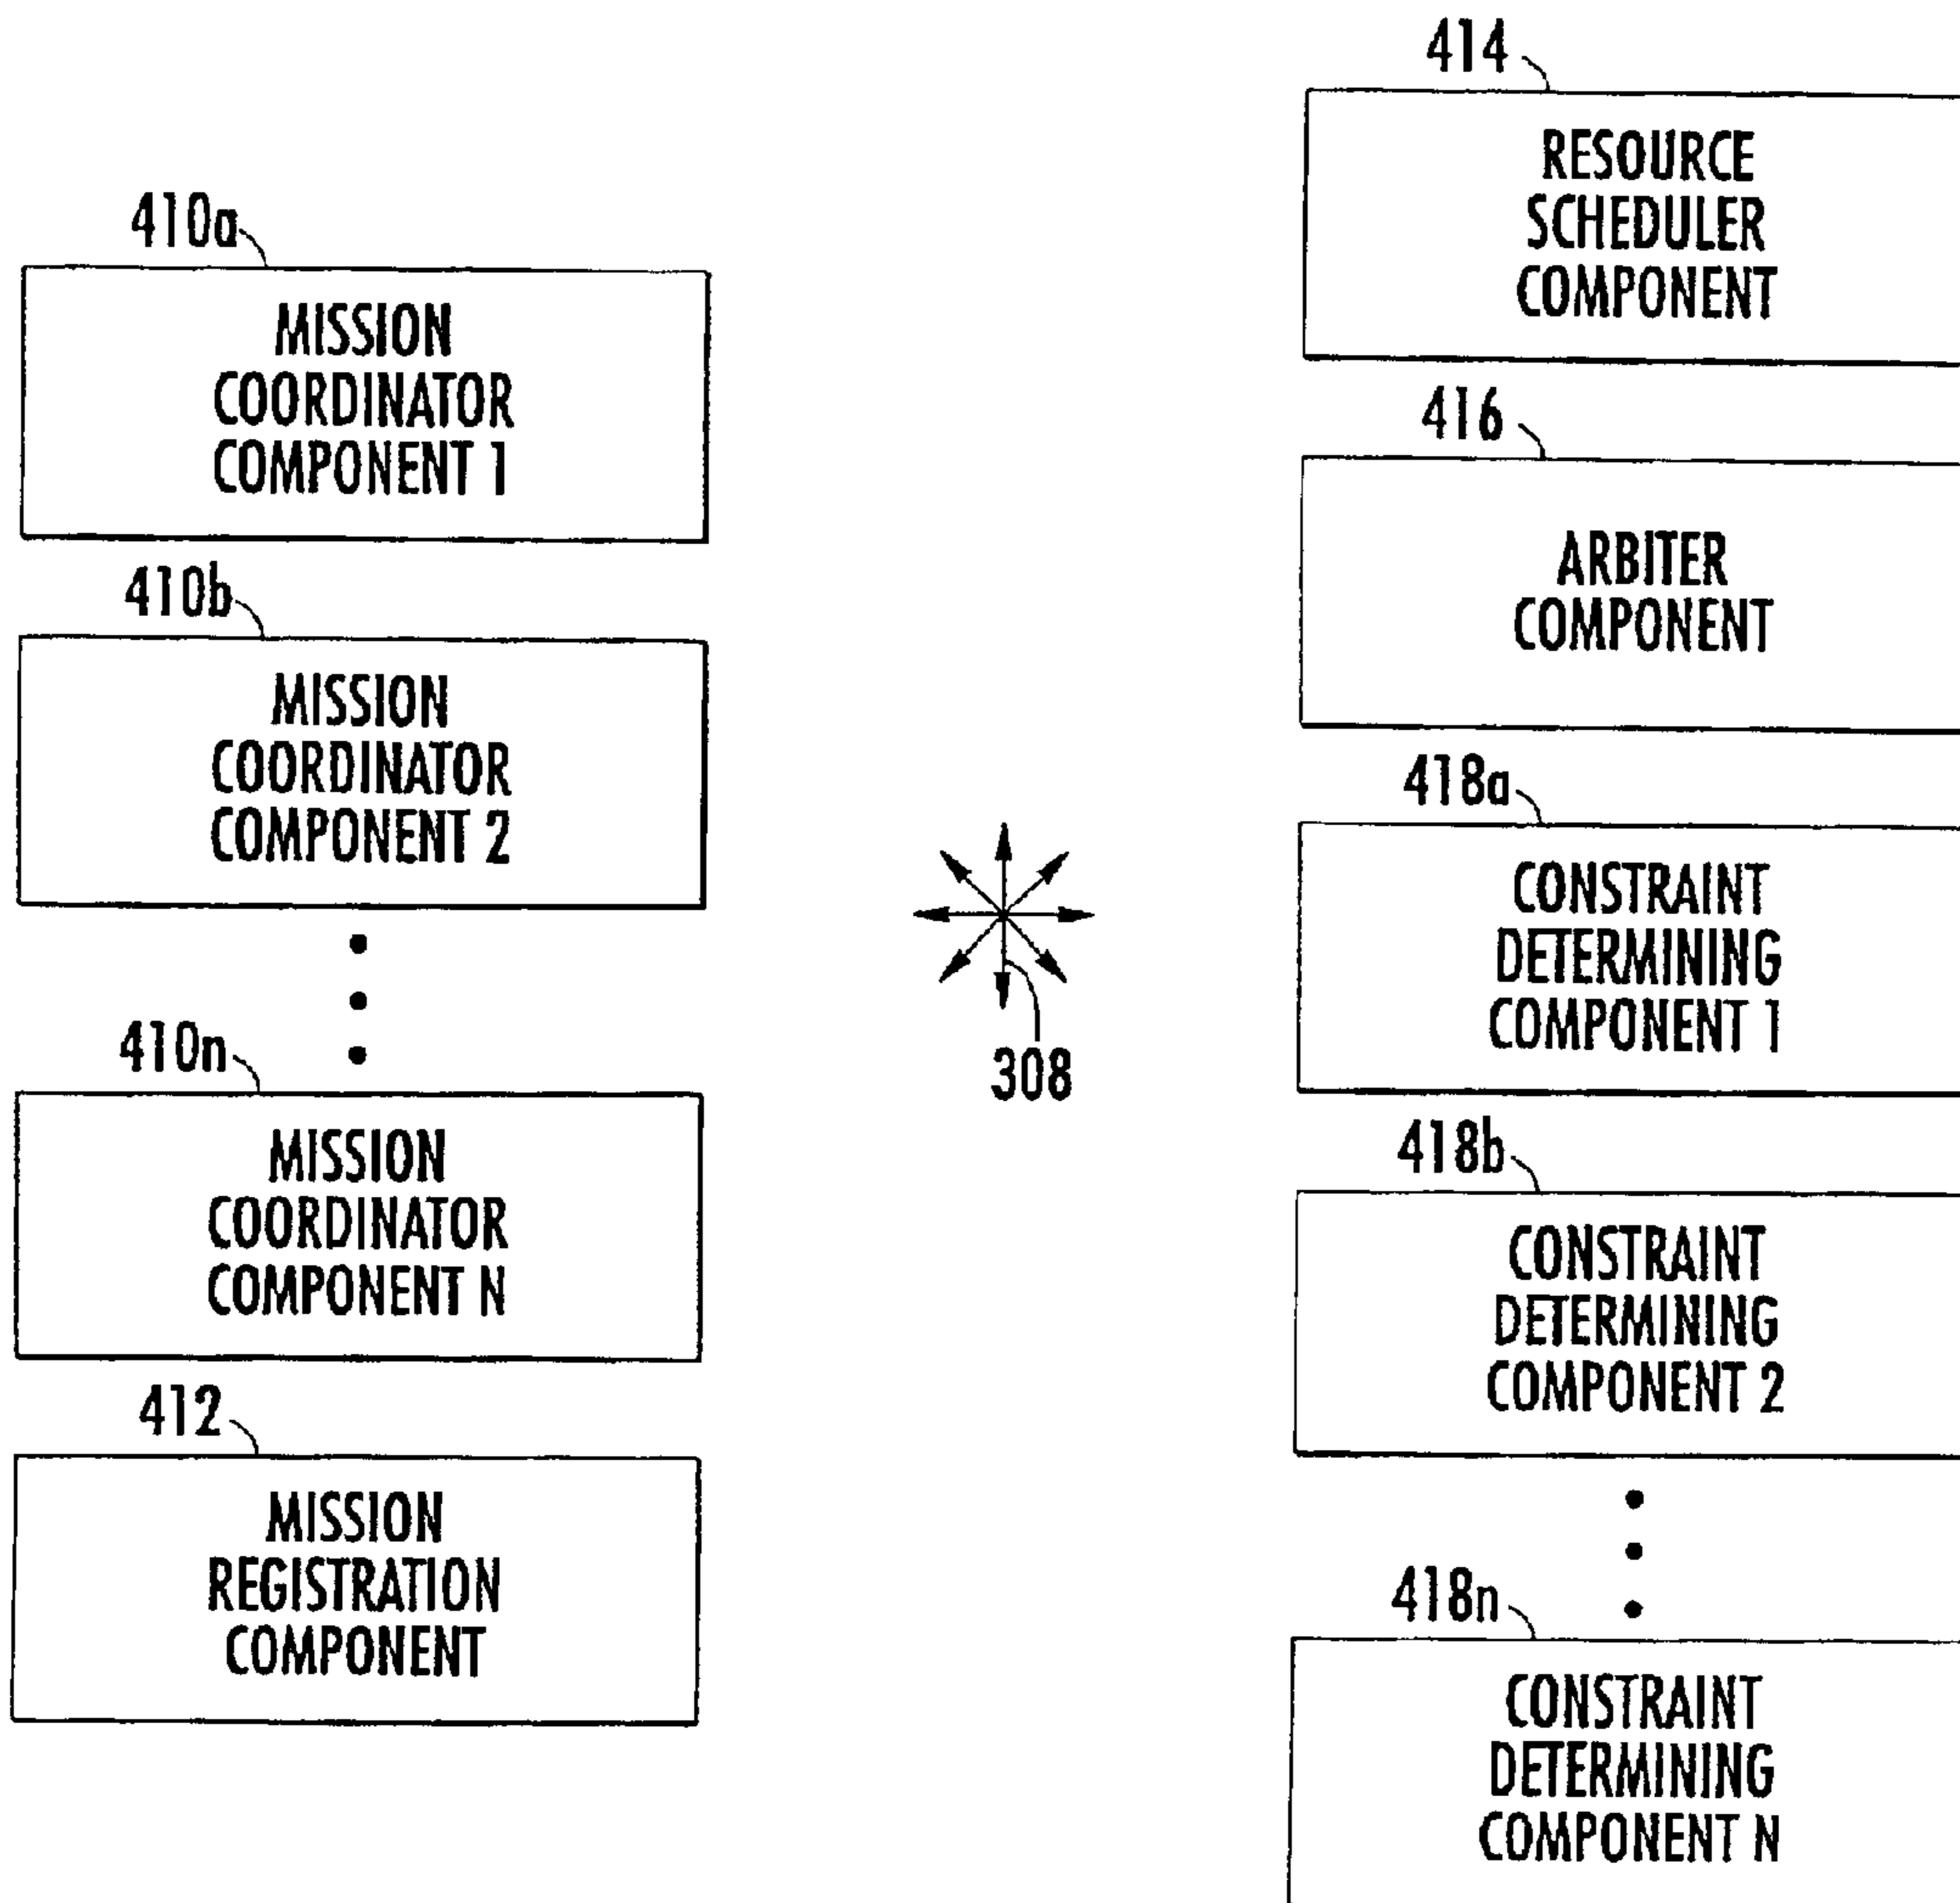 410a
MISSION
COORDINATOR
COMPONENT 1
410b
MISSION
COORDINATOR
COMPONENT 2
410n
MISSION
COORDINATOR
COMPONENT N
412
MISSION
REGISTRATION
COMPONENT
308
414
RESOURCE
SCHEDULER
COMPONENT
416
ARBITER
COMPONENT
418a
CONSTRAINT
DETERMINING
COMPONENT 1
418b
CONSTRAINT
DETERMINING
COMPONENT 2
418n
CONSTRAINT
DETERMINING
COMPONENT N